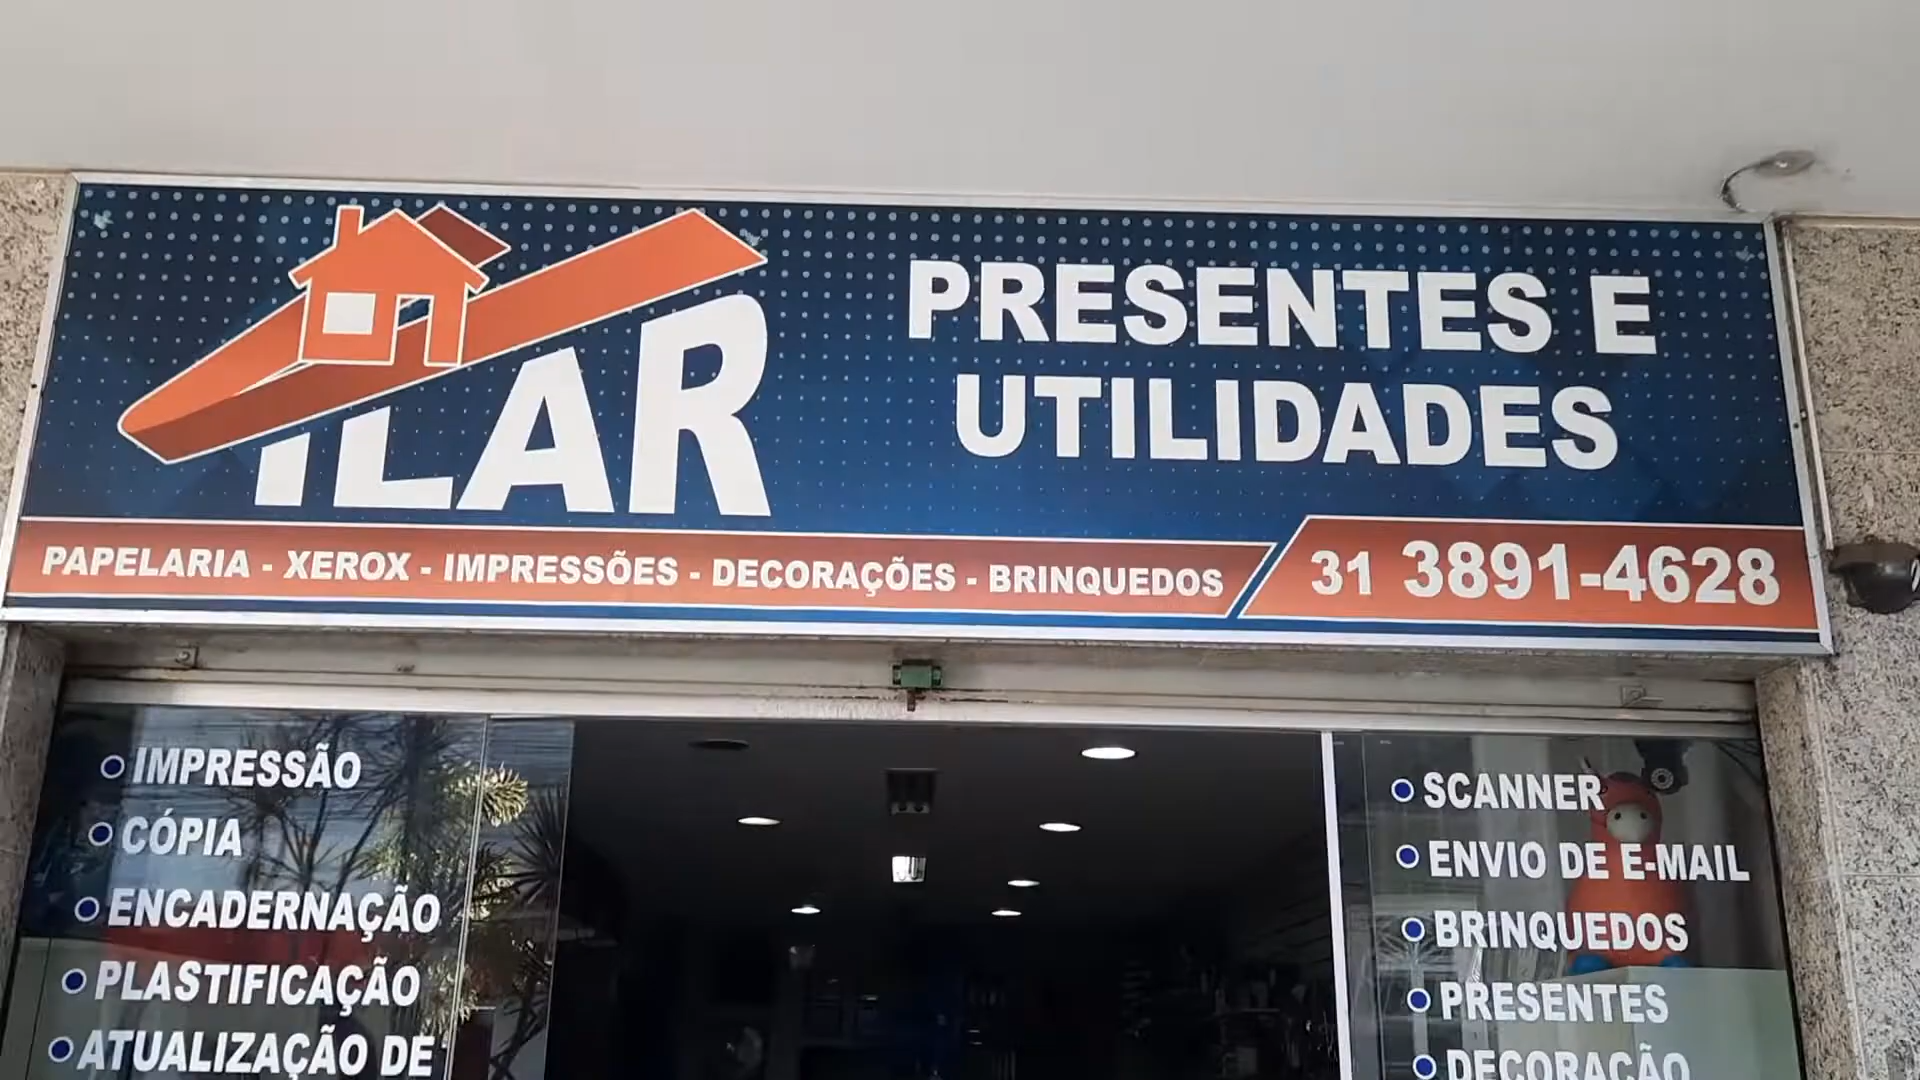 ILAR
PRESENTES E
UTILIDADES
PAPELARIA - XEROX - IMPRESSÕES - DECORAÇÕES - BRINQUEDOS
31 3891-4628
IMPRESSÃO
CÓPIA
ENCADERNAÇÃO
PLASTIFICAÇÃO
ATUALIZAÇÃO DE
SCANNER
ENVIO DE E-MAIL
BRINQUEDOS
PRESENTES
DECORAÇÃO